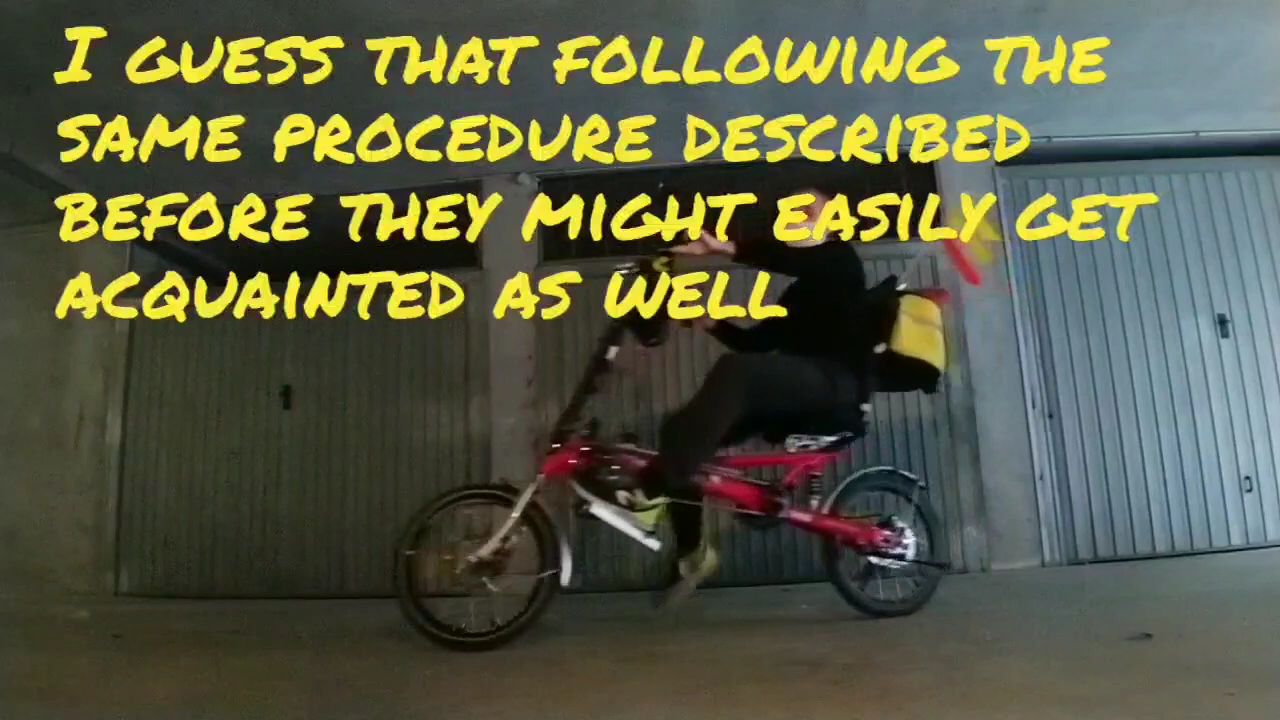 I GUESS THAT FOLLOWING THE
SAME PROCEDURE DESCRIBED
BEFORE THEY MIGHT EASILY GET
ACQUAINTED AS WELL